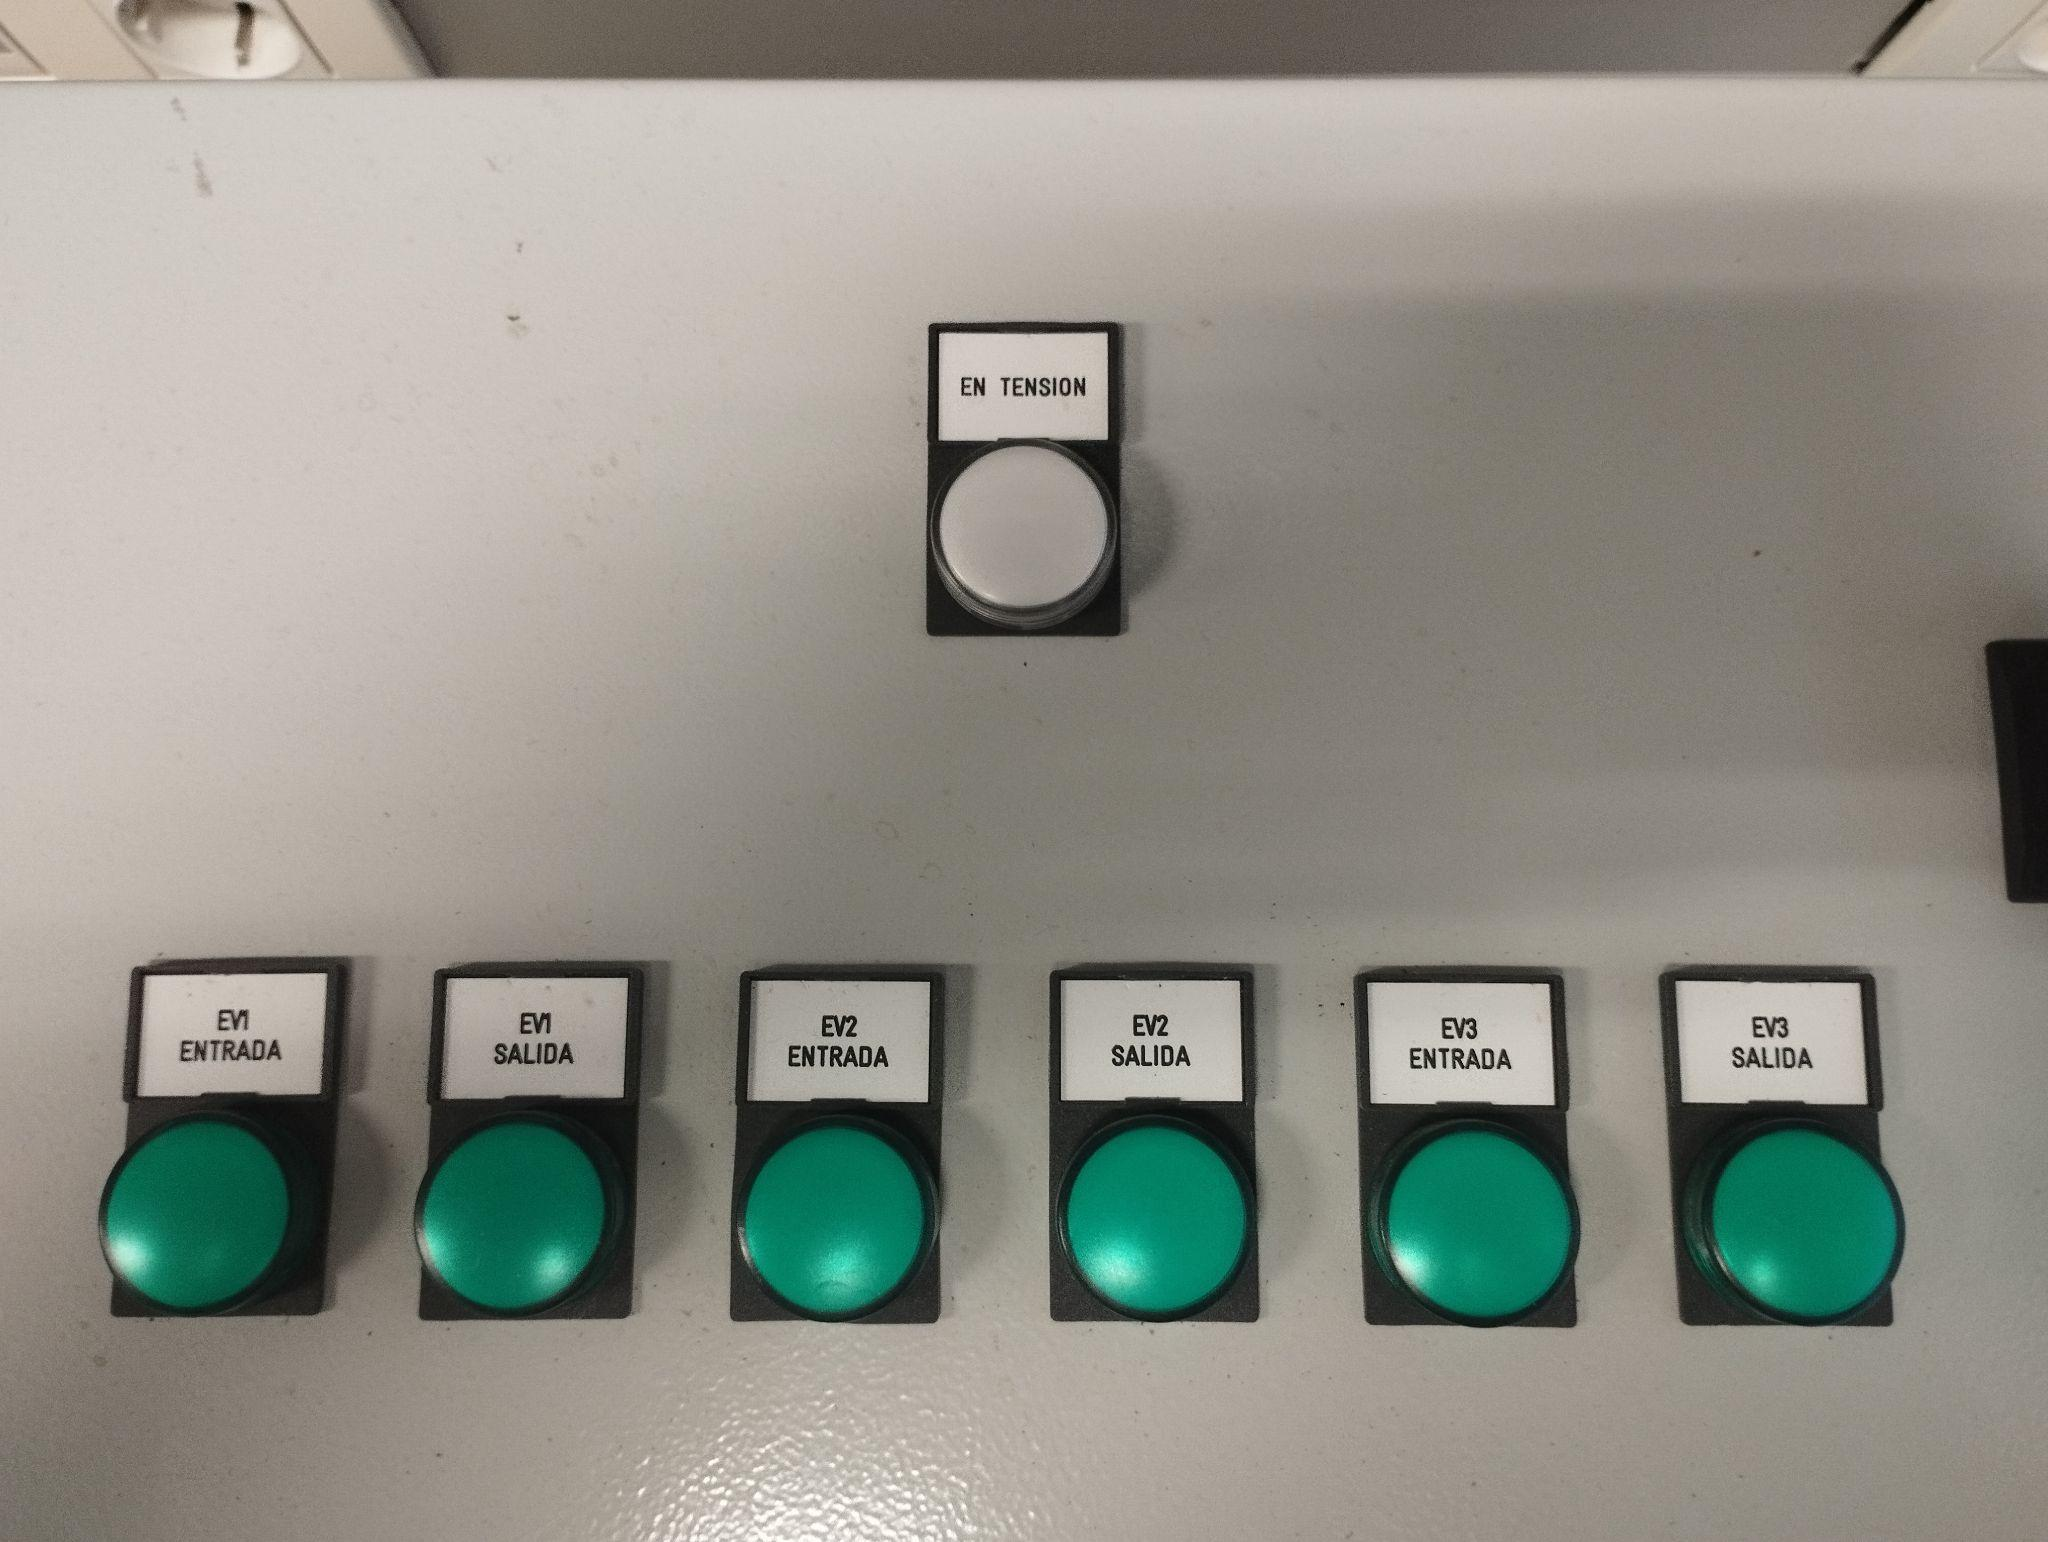 EN TENSION
EV1
ENTRADA
EV1
SALIDA
EV2
ENTRADA
EV2
SALIDA
EV3
ENTRADA
EV3
SALIDA